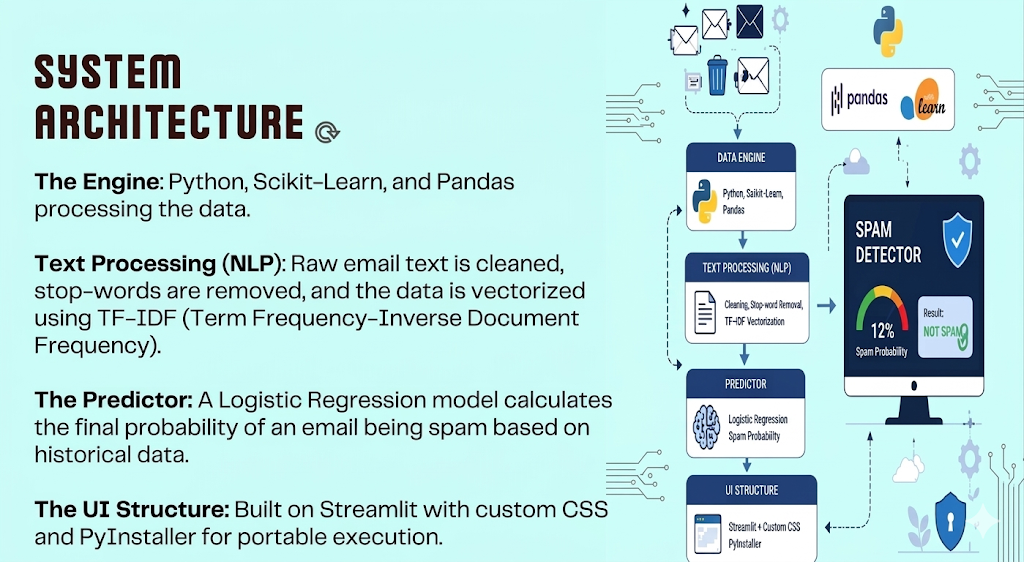 SYSTEM
ARCHITECTURE
The Engine: Python, Scikit-Learn, and Pandas
processing the data.
Text Processing (NLP): Raw email text is cleaned,
stop-words are removed, and the data is vectorized
using TF-IDF (Term Frequency-Inverse Document
Frequency).
The Predictor: A Logistic Regression model calculates
the final probability of an email being spam based on
historical data.
The UI Structure: Built on Streamlit with custom CSS
and PyInstaller for portable execution.
DATA ENGINE
Python, Saikit-Learn,
Pandas
TEXT PROCESSING (NLP)
Cleaning, Stop-word Removal,
TF-IDF Vectorization
PREDICTOR
Logistic Regression
Spam Probability
UI STRUCTURE
Streamlit + Custom CSS
PyInstaller
pandas
learn
SPAM
DETECTOR
12%
Spam Probability
Result:
NOT SPAM